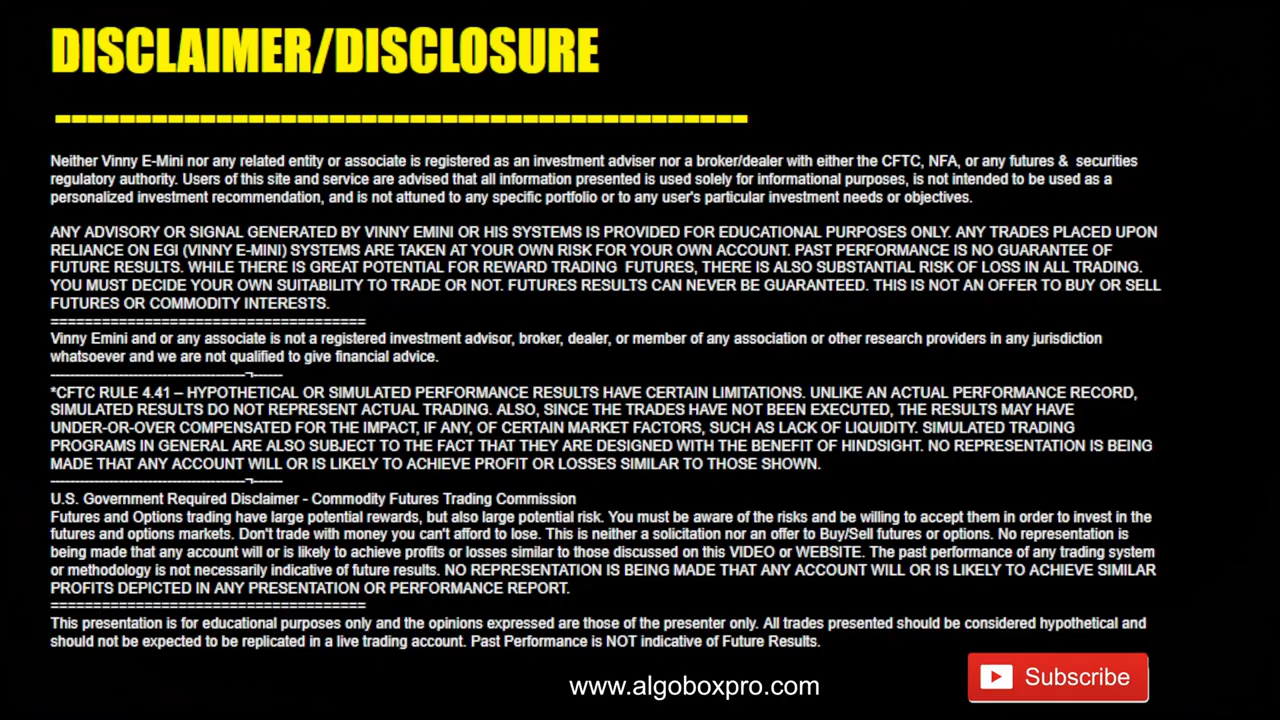 DISCLAIMER/DISCLOSURE
-------------------------------------------
Neither Vinny E-Mini nor any related entity or associate is registered as an investment adviser nor a broker/dealer with either the CFTC, NFA, or any futures & securities
regulatory authority. Users of this site and service are advised that all information presented is used solely for informational purposes, is not intended to be used as a
personalized investment recommendation, and is not attuned to any specific portfolio or to any user's particular investment needs or objectives.
ANY ADVISORY OR SIGNAL GENERATED BY VINNY EMINI OR HIS SYSTEMS IS PROVIDED FOR EDUCATIONAL PURPOSES ONLY. ANY TRADES PLACED UPON
RELIANCE ON EGI (VINNY E-MINI) SYSTEMS ARE TAKEN AT YOUR OWN RISK FOR YOUR OWN ACCOUNT. PAST PERFORMANCE IS NO GUARANTEE OF
FUTURE RESULTS. WHILE THERE IS GREAT POTENTIAL FOR REWARD TRADING FUTURES, THERE IS ALSO SUBSTANTIAL RISK OF LOSS IN ALL TRADING.
YOU MUST DECIDE YOUR OWN SUITABILITY TO TRADE OR NOT. FUTURES RESULTS CAN NEVER BE GUARANTEED. THIS IS NOT AN OFFER TO BUY OR SELL
FUTURES OR COMMODITY INTERESTS.
=====================================
Vinny Emini and or any associate is not a registered investment advisor, broker, dealer, or member of any association or other research providers in any jurisdiction
whatsoever and we are not qualified to give financial advice.
----------------------------------------¬------
*CFTC RULE 4.41 – HYPOTHETICAL OR SIMULATED PERFORMANCE RESULTS HAVE CERTAIN LIMITATIONS. UNLIKE AN ACTUAL PERFORMANCE RECORD,
SIMULATED RESULTS DO NOT REPRESENT ACTUAL TRADING. ALSO, SINCE THE TRADES HAVE NOT BEEN EXECUTED, THE RESULTS MAY HAVE
UNDER-OR-OVER COMPENSATED FOR THE IMPACT, IF ANY, OF CERTAIN MARKET FACTORS, SUCH AS LACK OF LIQUIDITY. SIMULATED TRADING
PROGRAMS IN GENERAL ARE ALSO SUBJECT TO THE FACT THAT THEY ARE DESIGNED WITH THE BENEFIT OF HINDSIGHT. NO REPRESENTATION IS BEING
MADE THAT ANY ACCOUNT WILL OR IS LIKELY TO ACHIEVE PROFIT OR LOSSES SIMILAR TO THOSE SHOWN.
----------------------------------------¬------
U.S. Government Required Disclaimer - Commodity Futures Trading Commission
Futures and Options trading have large potential rewards, but also large potential risk. You must be aware of the risks and be willing to accept them in order to invest in the
futures and options markets. Don't trade with money you can't afford to lose. This is neither a solicitation nor an offer to Buy/Sell futures or options. No representation is
being made that any account will or is likely to achieve profits or losses similar to those discussed on this VIDEO or WEBSITE. The past performance of any trading system
or methodology is not necessarily indicative of future results. NO REPRESENTATION IS BEING MADE THAT ANY ACCOUNT WILL OR IS LIKELY TO ACHIEVE SIMILAR
PROFITS DEPICTED IN ANY PRESENTATION OR PERFORMANCE REPORT.
=====================================
This presentation is for educational purposes only and the opinions expressed are those of the presenter only. All trades presented should be considered hypothetical and
should not be expected to be replicated in a live trading account. Past Performance is NOT indicative of Future Results.
www.algoboxpro.com
Subscribe